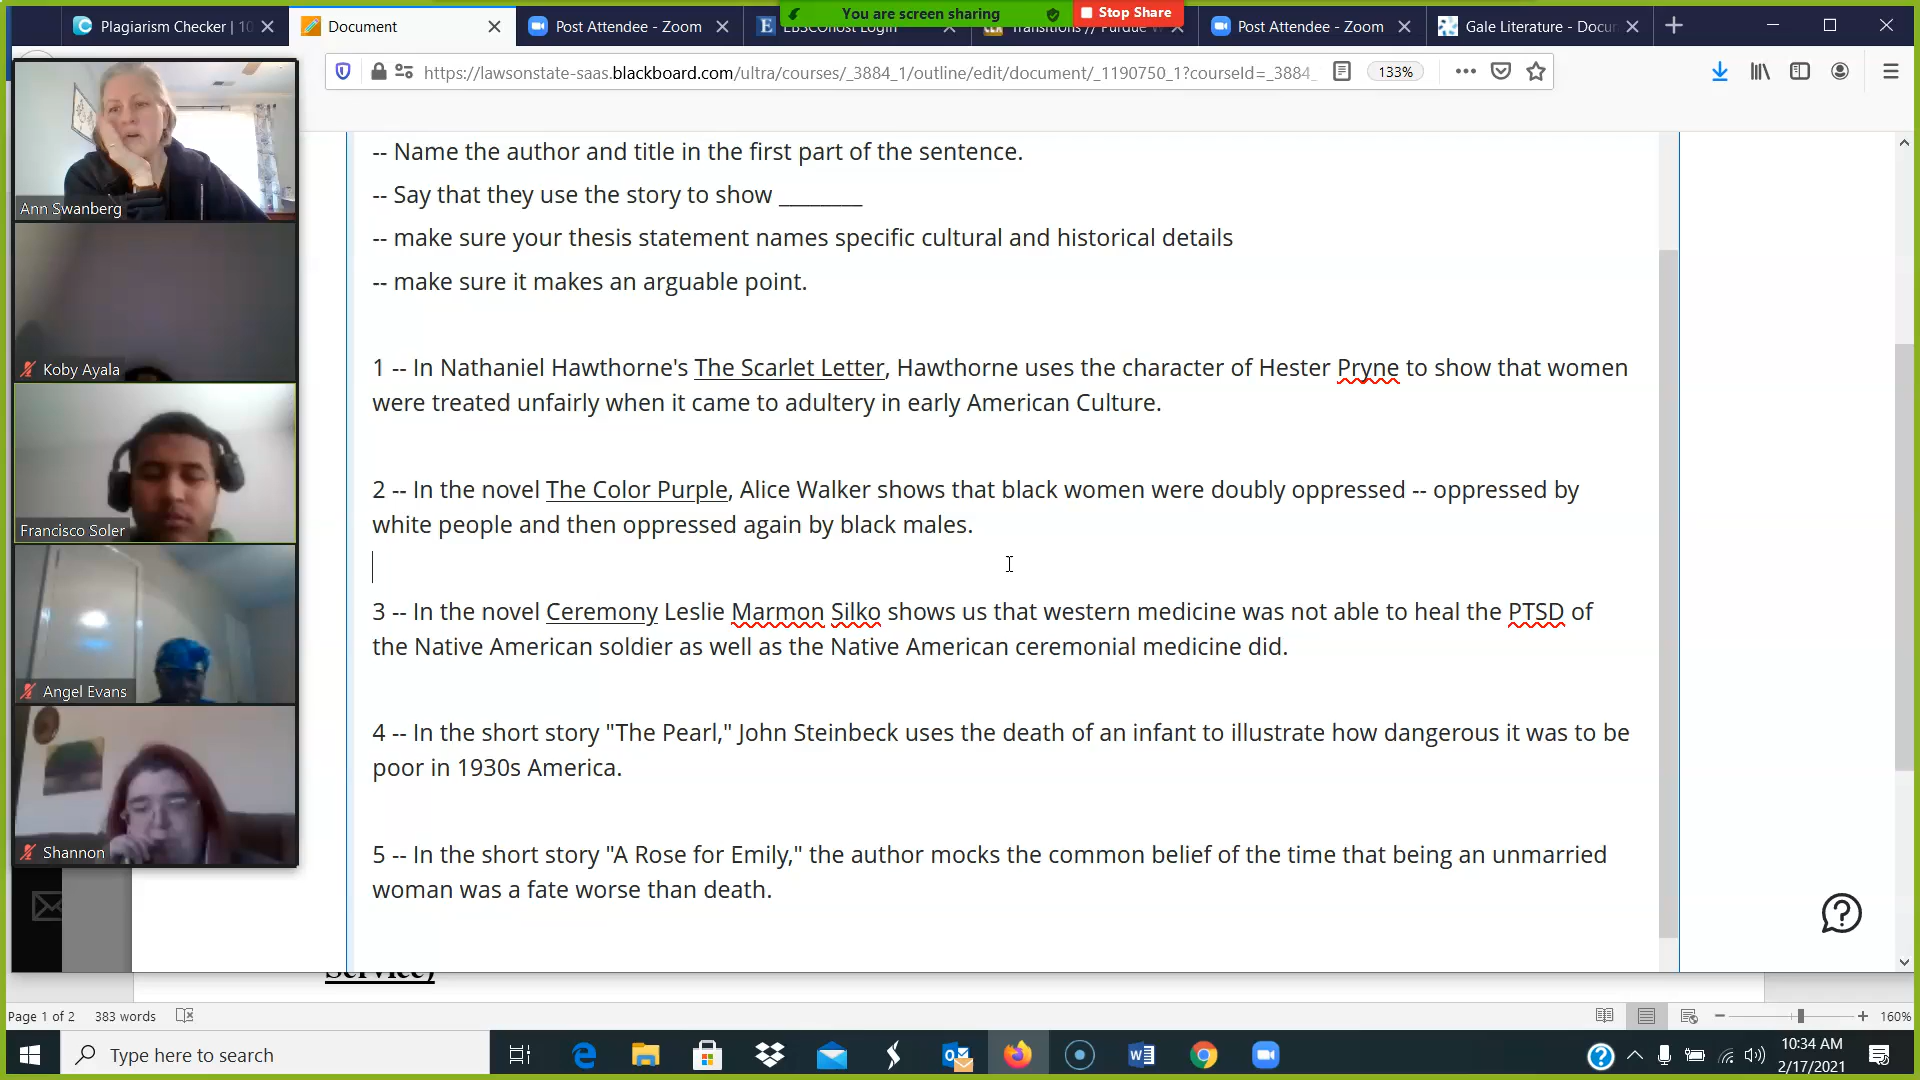 Plagiarism Checker | 10
Document
Post Attendee - Zoom
EBSCOhost Login
Transitions // Purdue W
Post Attendee - Zoom
Gale Literature - Docum
You are screen sharing
Stop Share
https://lawsonstate-saas.blackboard.com/ultra/courses/_3884_1/outline/edit/document/_1190750_1?courseId=_3884_
133%
-- Name the author and title in the first part of the sentence.
-- Say that they use the story to show _______
-- make sure your thesis statement names specific cultural and historical details
-- make sure it makes an arguable point.
1 -- In Nathaniel Hawthorne's The Scarlet Letter, Hawthorne uses the character of Hester Pryne to show that women
were treated unfairly when it came to adultery in early American Culture.
2 -- In the novel The Color Purple, Alice Walker shows that black women were doubly oppressed -- oppressed by
white people and then oppressed again by black males.
3 -- In the novel Ceremony Leslie Marmon Silko shows us that western medicine was not able to heal the PTSD of
the Native American soldier as well as the Native American ceremonial medicine did.
4 -- In the short story "The Pearl," John Steinbeck uses the death of an infant to illustrate how dangerous it was to be
poor in 1930s America.
5 -- In the short story "A Rose for Emily," the author mocks the common belief of the time that being an unmarried
woman was a fate worse than death.
Ann Swanberg
Koby Ayala
Francisco Soler
Angel Evans
Shannon
Service)
Page 1 of 2
383 words
160%
Type here to search
10:34 AM
2/17/2021